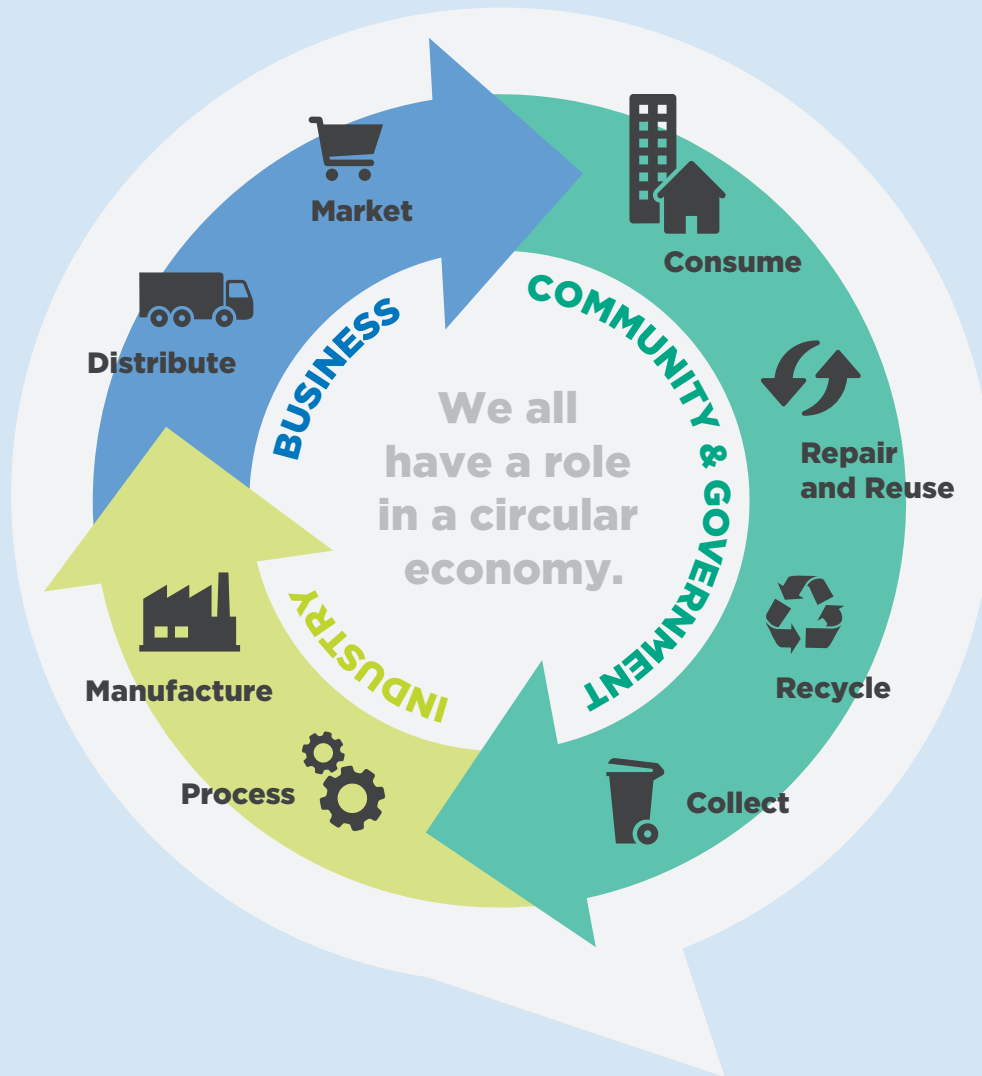 Market
Consume
Distribute
Repair
and Reuse
Manufacture
Recycle
Process
Collect
BUSINESS
COMMUNITY & GOVERNMENT
INDUSTRY
We all
have a role
in a circular
economy.